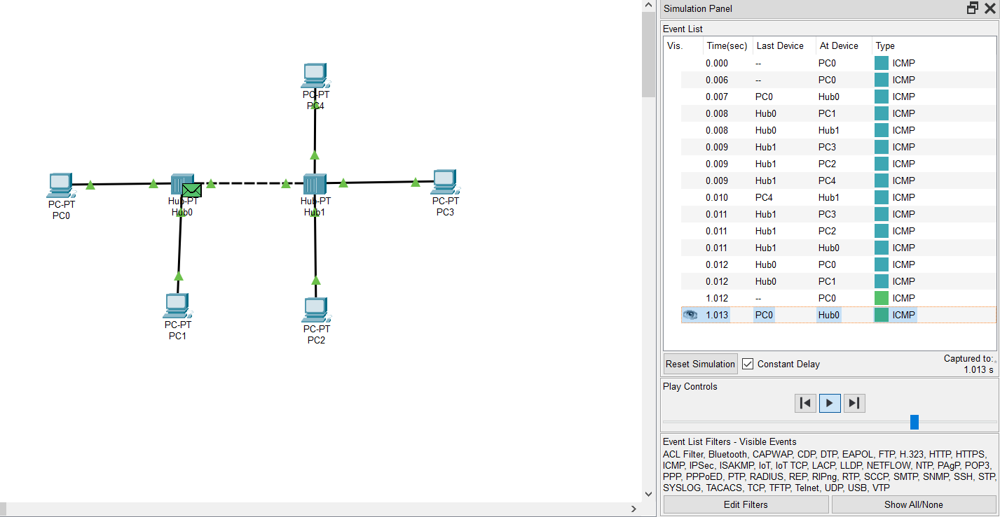 PC-PT
PC4
PC-PT
PC0
Hub-PT
Hub0
Hub-PT
Hub1
PC-PT
PC3
PC-PT
PC1
PC-PT
PC2
Simulation Panel
Event List
Vis. Time(sec) Last Device At Device Type
0.000 -- PC0 ICMP
0.006 -- PC0 ICMP
0.007 PC0 Hub0 ICMP
0.008 Hub0 PC1 ICMP
0.008 Hub0 Hub1 ICMP
0.009 Hub1 PC3 ICMP
0.009 Hub1 PC2 ICMP
0.009 Hub1 PC4 ICMP
0.010 PC4 Hub1 ICMP
0.011 Hub1 PC3 ICMP
0.011 Hub1 PC2 ICMP
0.011 Hub1 Hub0 ICMP
0.012 Hub0 PC0 ICMP
0.012 Hub0 PC1 ICMP
1.012 -- PC0 ICMP
1.013 PC0 Hub0 ICMP
Reset Simulation Constant Delay Captured to:
1.013 s
Play Controls
Event List Filters - Visible Events
ACL Filter, Bluetooth, CAPWAP, CDP, DTP, EAPOL, FTP, H.323, HTTP, HTTPS,
ICMP, IPSec, ISAKMP, IoT, IoT TCP, LACP, LLDP, NETFLOW, NTP, PAgP, POP3,
PPP, PPPoED, PTP, RADIUS, REP, RIPng, RTP, SCCP, SMTP, SNMP, SSH, STP,
SYSLOG, TACACS, TCP, TFTP, Telnet, UDP, USB, VTP
Edit Filters Show All/None